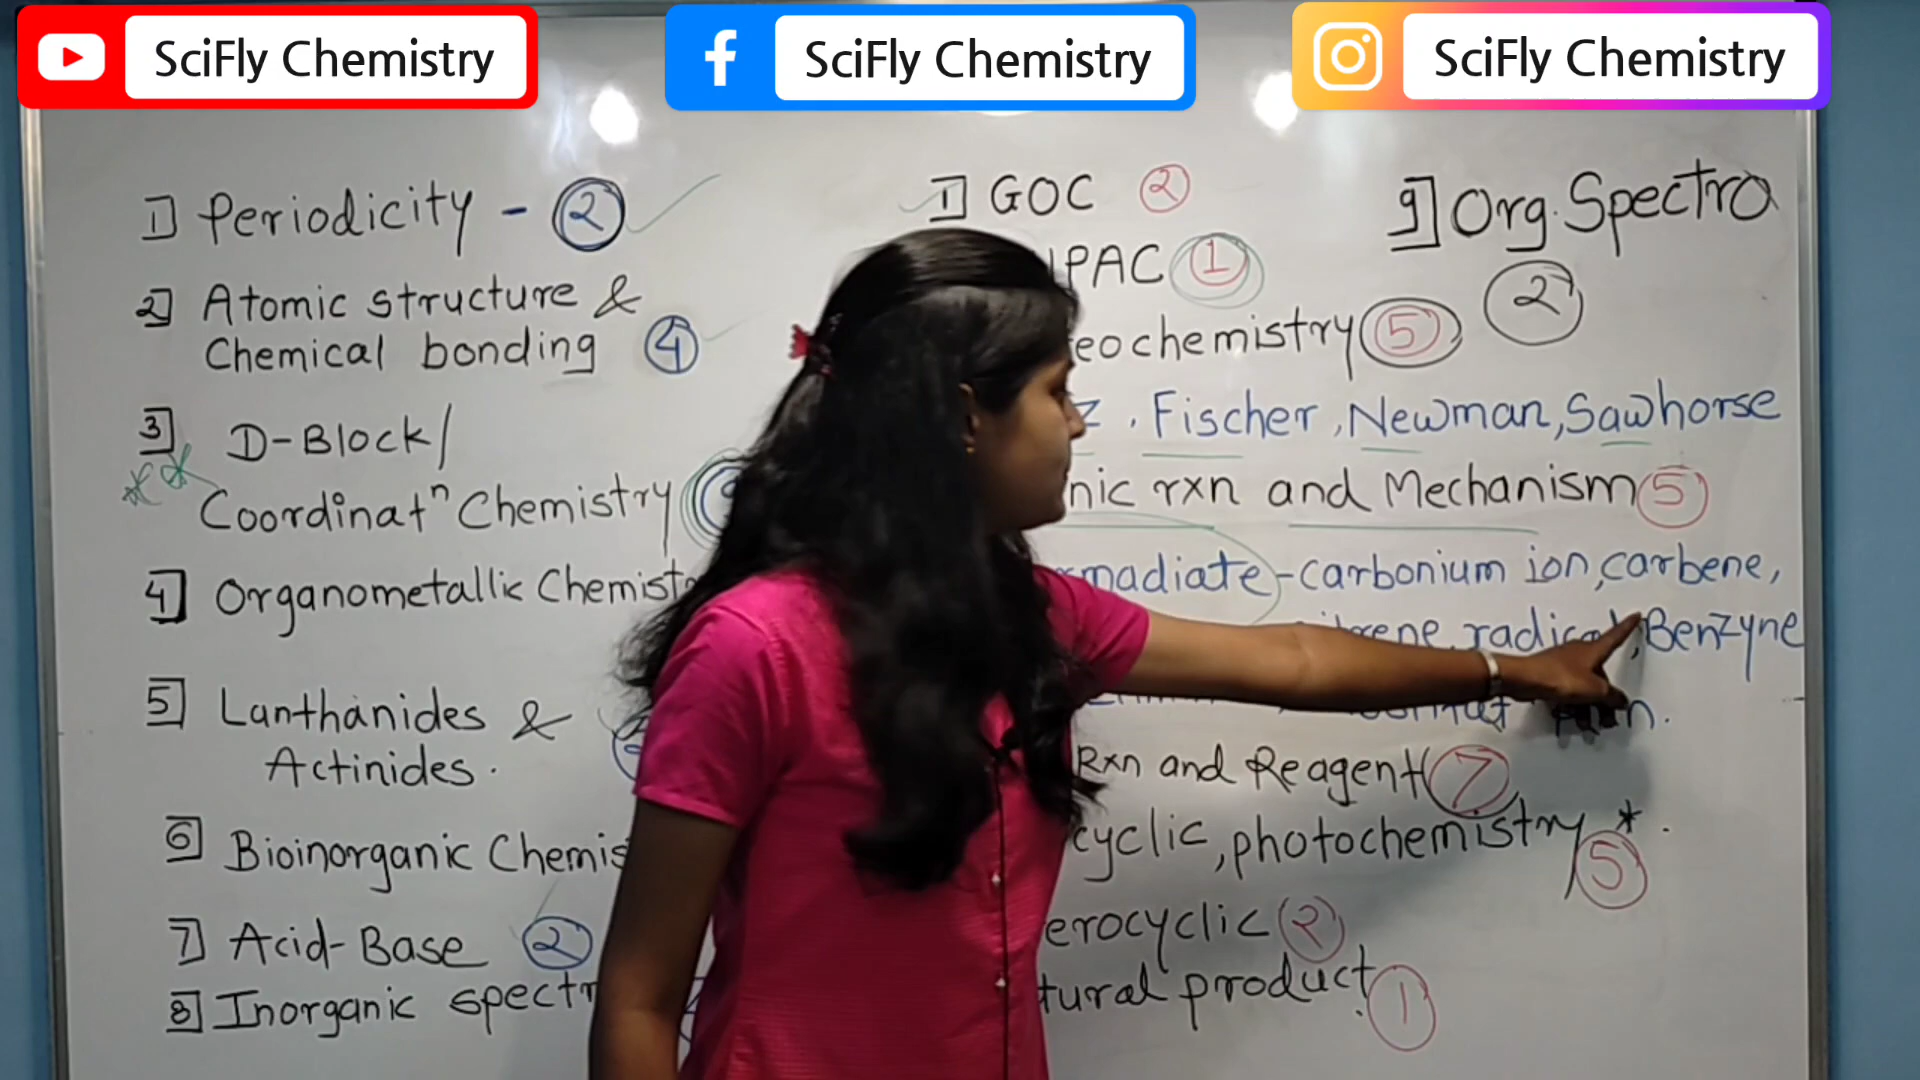 SciFly Chemistry
SciFly Chemistry
SciFly Chemistry
1] Periodicity - 2
2] Atomic structure &
Chemical bonding 4
3] D-Block/
** Coordinatⁿ Chemistry
4] Organometallic Chemist
5] Lanthanides &
Actinides.
6] Bioinorganic Chemis
7] Acid-Base 2
8] Inorganic spectr
1] GOC 2
IPAC 1
eochemistry 5
Z, Fischer, Newman, Sawhorse
nic rxn and Mechanism 5
madiate - carbonium ion, carbene,
radical, Benzyne
Rxn and Reagent 7
cyclic, photochemistry * . 5
erocyclic 2
tural product 1
9] Org. Spectro
2